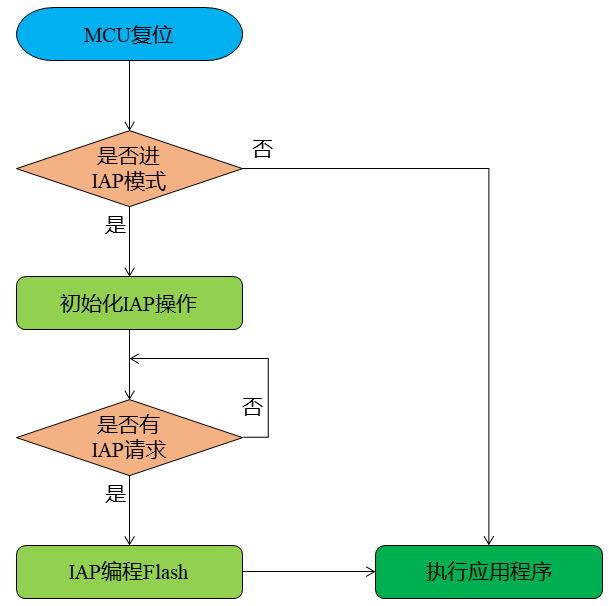 MCU复位
是否进
IAP模式
否
是
初始化IAP操作
是否有
IAP请求
否
是
IAP编程Flash
执行应用程序